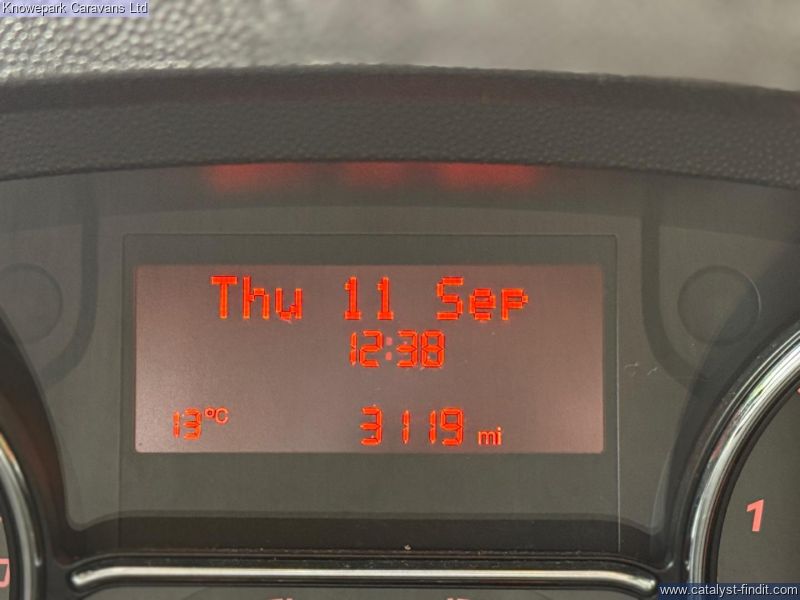 Knowepark Caravans Ltd
Thu 11 Sep
12:38
13°C 3119 mi
1
www.catalyst-findit.com